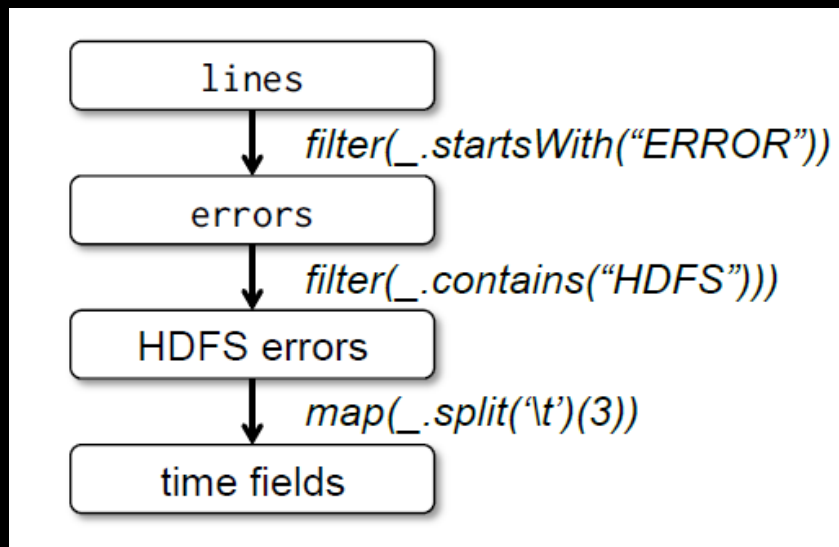 lines
filter(_.startsWith(“ERROR”))
errors
filter(_.contains(“HDFS”)))
HDFS errors
map(_.split(‘\t’)(3))
time fields